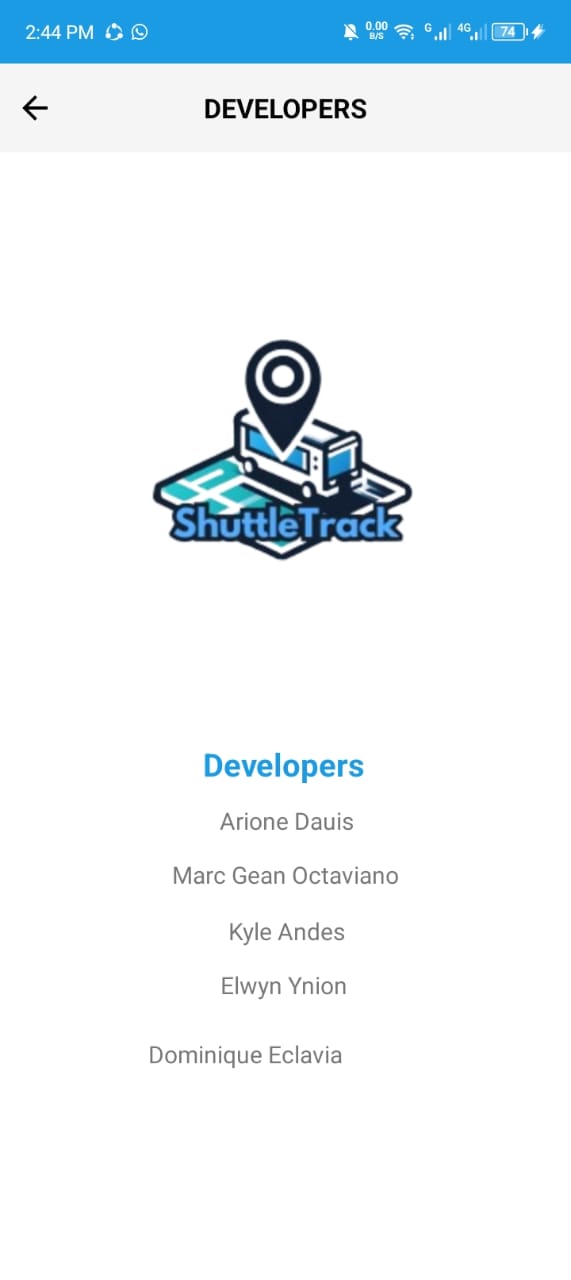 2:44 PM
0.00
B/S
G
4G
74
DEVELOPERS
ShuttleTrack
Developers
Arione Dauis
Marc Gean Octaviano
Kyle Andes
Elwyn Ynion
Dominique Eclavia